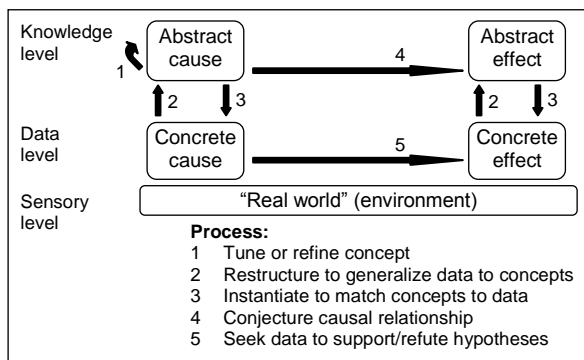 Knowledge level
Abstract cause
Abstract effect
1
4
2
3
2
3
Data level
Concrete cause
Concrete effect
5
Sensory level
“Real world” (environment)
Process:
1 Tune or refine concept
2 Restructure to generalize data to concepts
3 Instantiate to match concepts to data
4 Conjecture causal relationship
5 Seek data to support/refute hypotheses